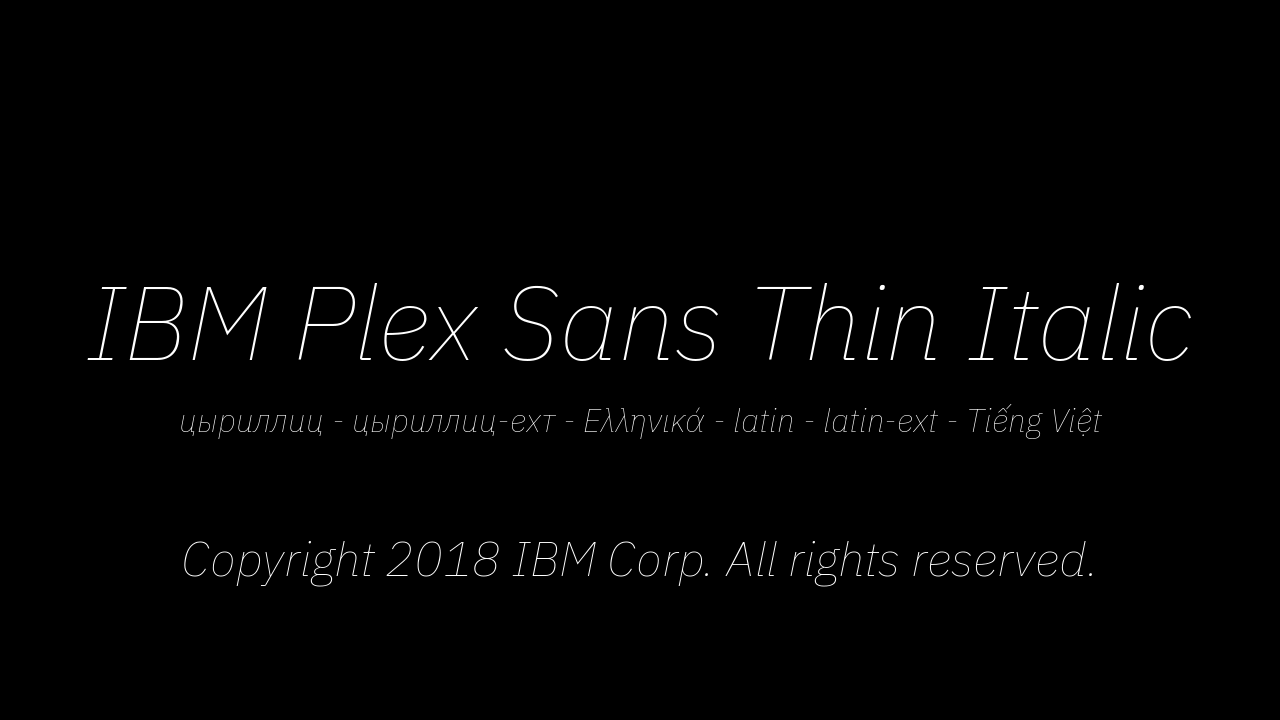 IBM Plex Sans Thin Italic
цыриллиц - цыриллиц-ехт - Ελληνικά - latin - latin-ext - Tiếng Việt
Copyright 2018 IBM Corp. All rights reserved.